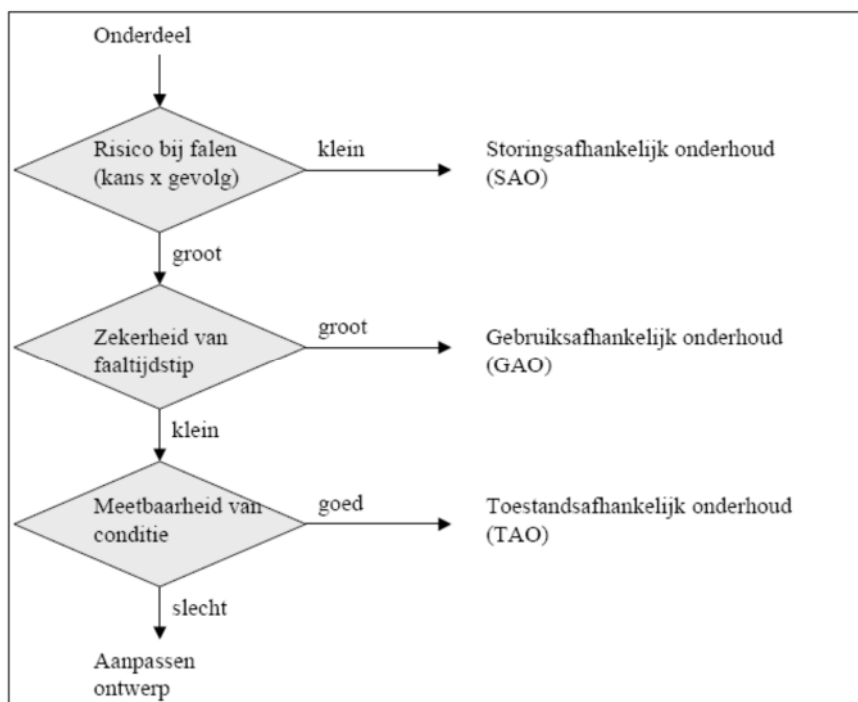 Onderdeel
Risico bij falen
(kans x gevolg)
klein
Storingsafhankelijk onderhoud
(SAO)
groot
Zekerheid van
faaltijdstip
groot
Gebruiksafhankelijk onderhoud
(GAO)
klein
Meetbaarheid van
conditie
goed
Toestandsafhankelijk onderhoud
(TAO)
slecht
Aanpassen
ontwerp